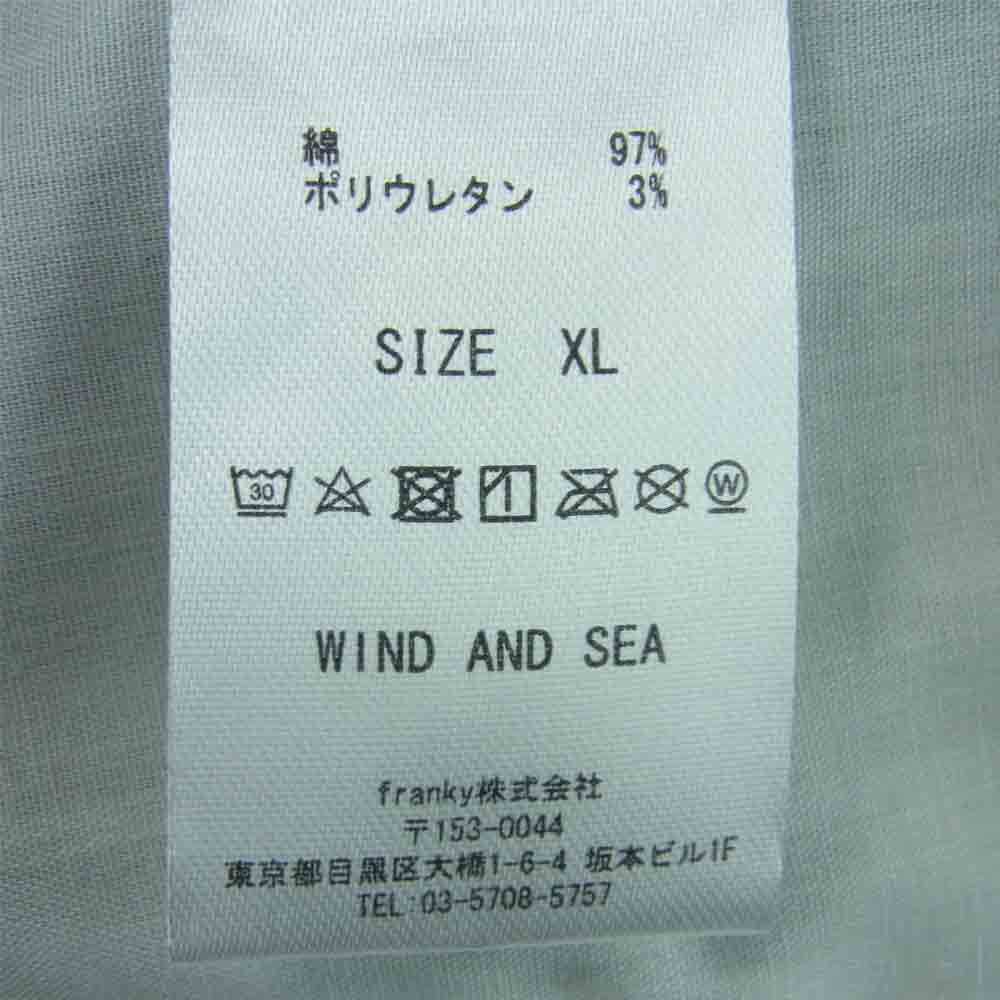 綿 97%
ポリウレタン 3%
SIZE XL
30 W
WIND AND SEA
franky株式会社
〒153-0044
東京都目黒区大橋1-6-4 坂本ビル1F
TEL:03-5708-5757